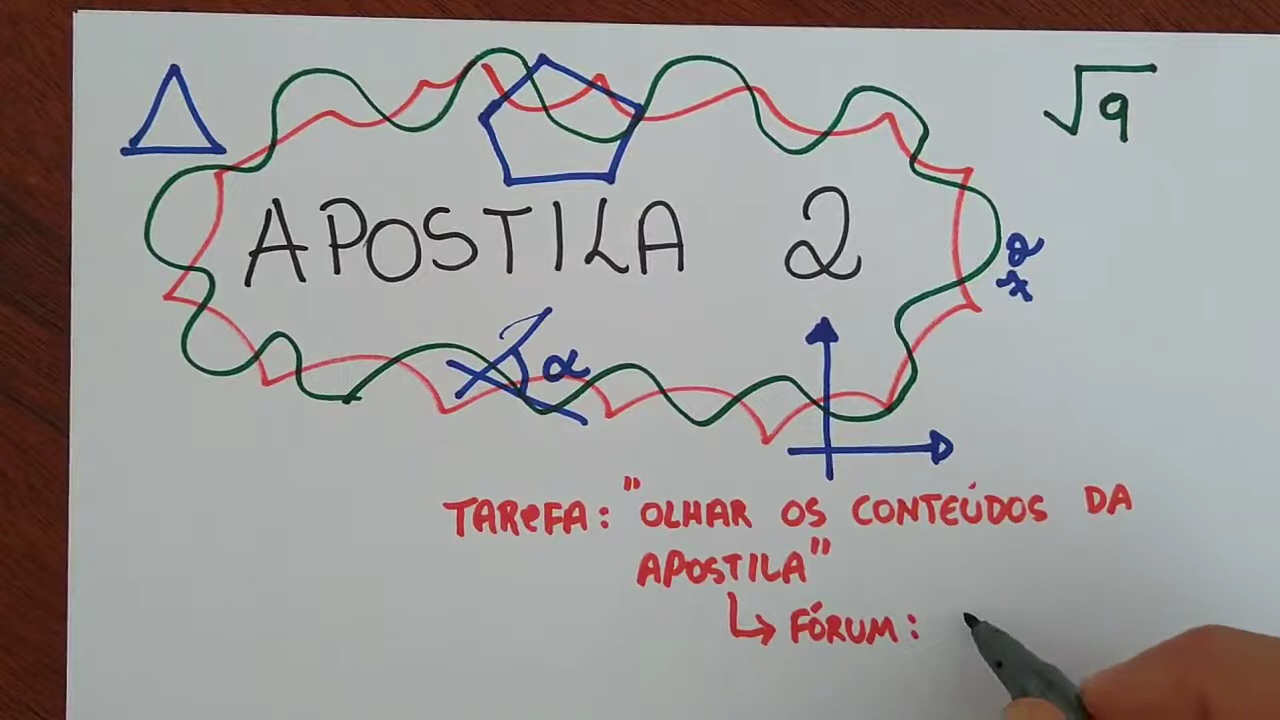 √9
APOSTILA 2
α
TAREFA: "OLHAR OS CONTEÚDOS DA
APOSTILA"
↳ FÓRUM: